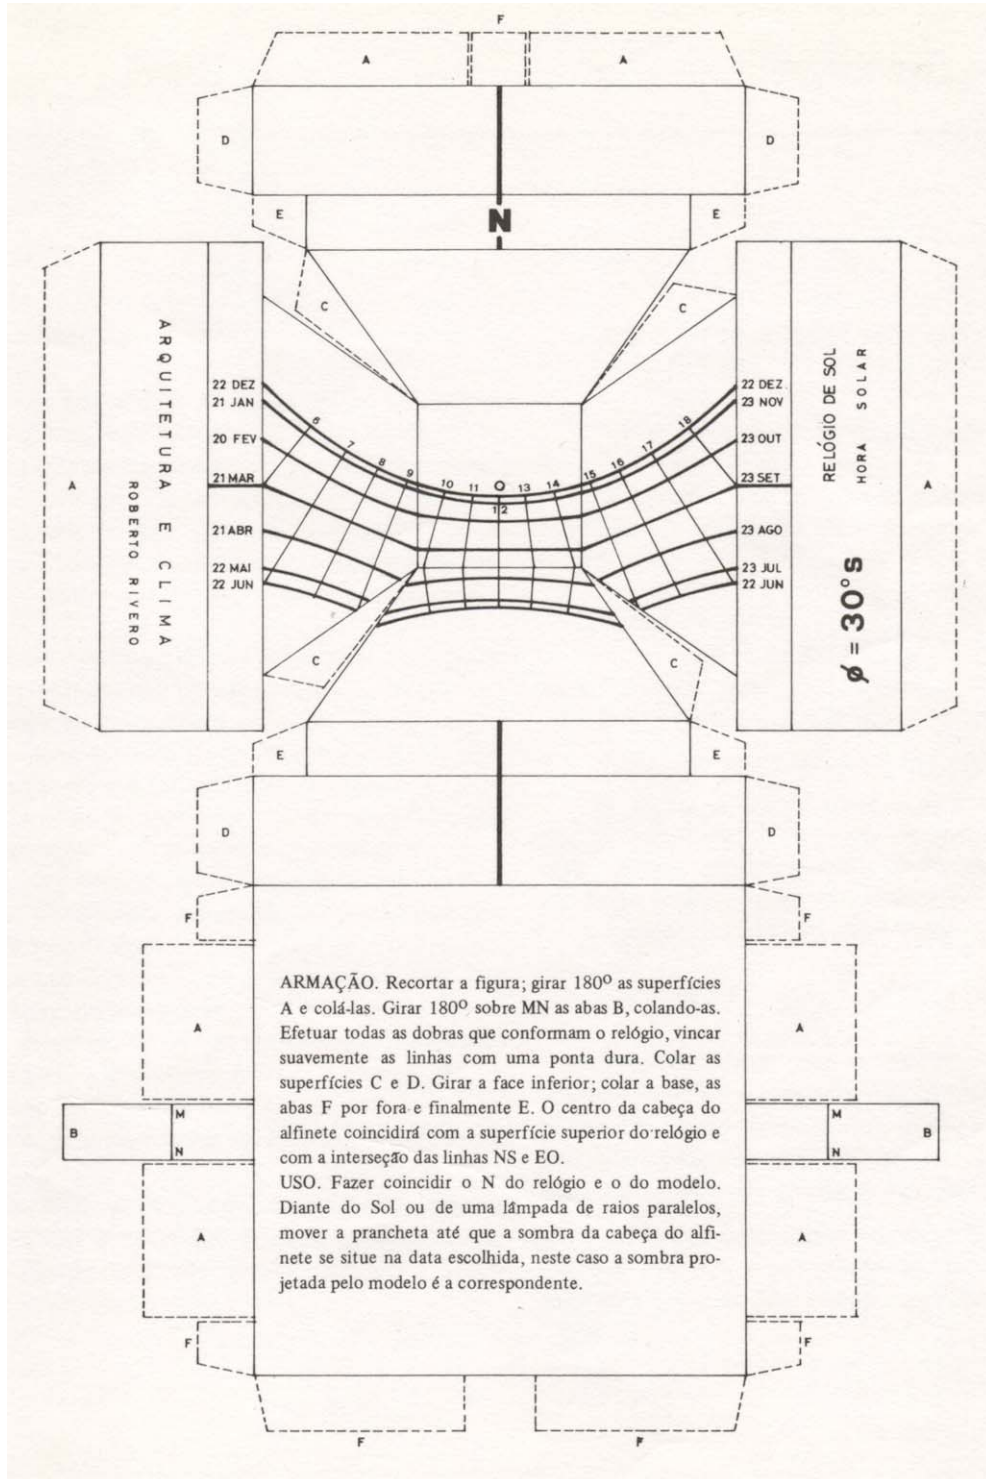 F
A
A
D
D
E
N
E
C
C
A
ARQUITETURA E CLIMA
ROBERTO RIVERO
22 DEZ
21 JAN
20 FEV
21 MAR
21 ABR
22 MAI
22 JUN
6
7
8
9
10
11
12
13
14
15
16
17
18
22 DEZ.
23 NOV
23 OUT
23 SET
23 AGO
23 JUL
22 JUN
RELÓGIO DE SOL
HORA SOLAR
ø = 30°S
A
C
C
E
E
D
D
F
F
A
A
B
M
N
M
N
B
A
A
F
F
ARMAÇÃO. Recortar a figura; girar 180º as superfícies
A e colá-las. Girar 180º sobre MN as abas B, colando-as.
Efetuar todas as dobras que conformam o relógio, vincar
suavemente as linhas com uma ponta dura. Colar as
superfícies C e D. Girar a face inferior; colar a base, as
abas F por fora e finalmente E. O centro da cabeça do
alfinete coincidirá com a superfície superior do relógio e
com a interseção das linhas NS e EO.
USO. Fazer coincidir o N do relógio e o do modelo.
Diante do Sol ou de uma lâmpada de raios paralelos,
mover a prancheta até que a sombra da cabeça do alfi-
nete se situe na data escolhida, neste caso a sombra pro-
jetada pelo modelo é a correspondente.
F
F